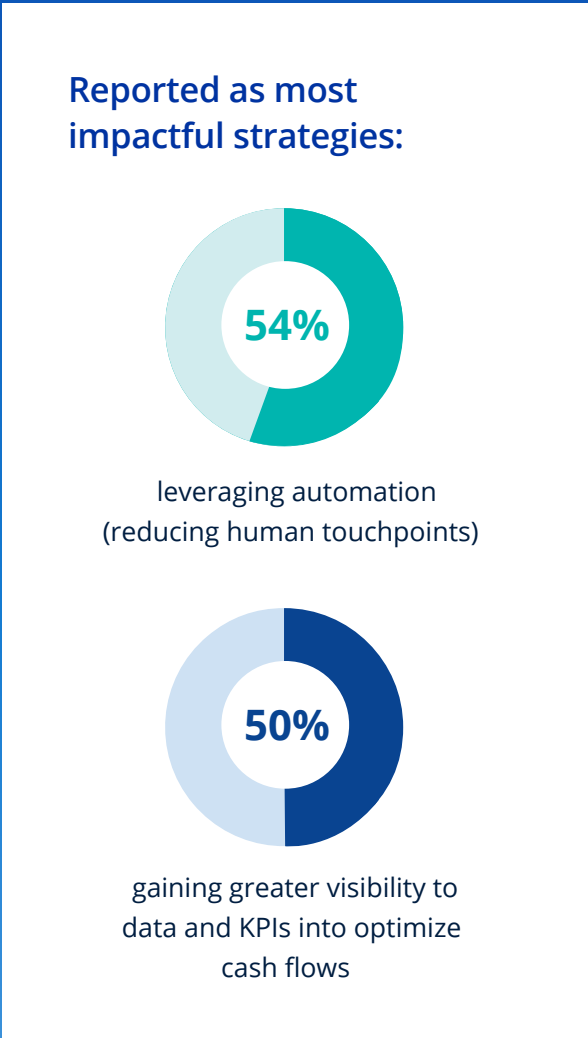 Reported as most
impactful strategies:
54%
leveraging automation
(reducing human touchpoints)
50%
gaining greater visibility to
data and KPIs into optimize
cash flows